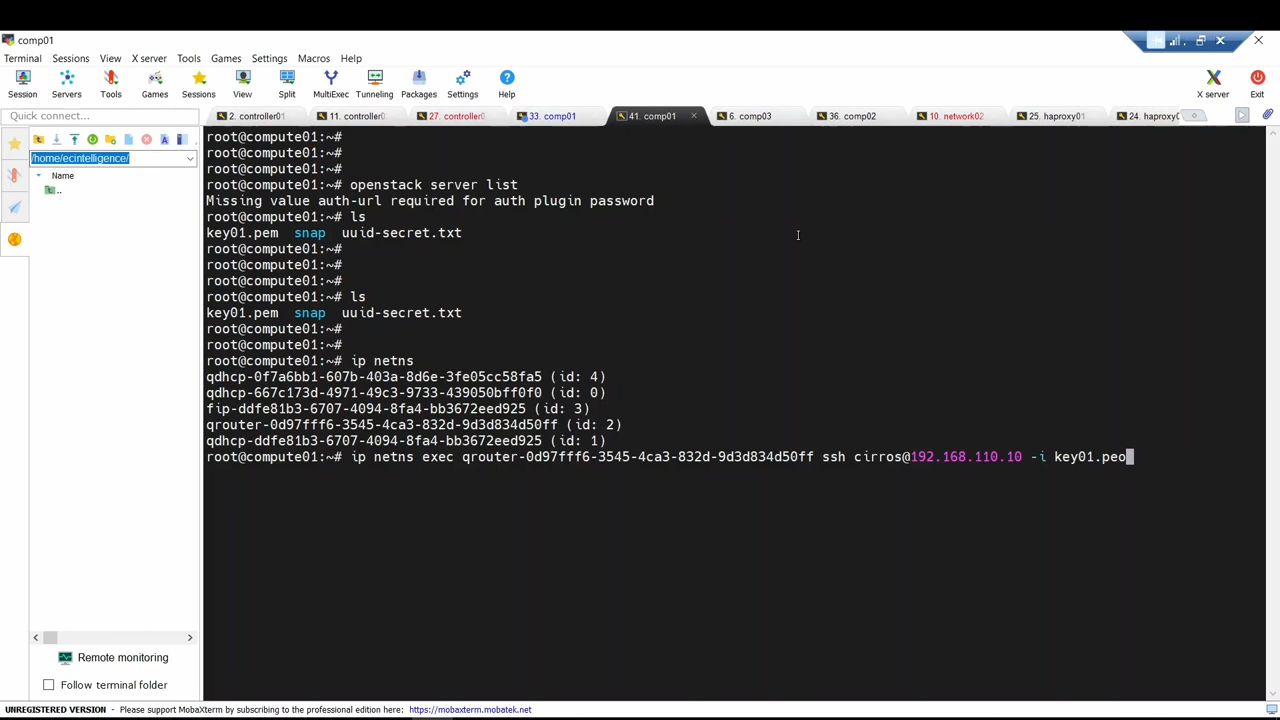 comp01
Terminal Sessions View X server Tools Games Settings Macros Help
Session Servers Tools Games Sessions View Split MultiExec Tunneling Packages Settings Help X server Exit
Quick connect...
2. controller01 11. controller0 27. controller0 33. comp01 41. comp01 6. comp03 36. comp02 10. network02 25. haproxy01 24. haproxy0
/home/ecintelligence/
Name
..
root@compute01:~#
root@compute01:~#
root@compute01:~#
root@compute01:~# openstack server list
Missing value auth-url required for auth plugin password
root@compute01:~# ls
key01.pem snap uuid-secret.txt
root@compute01:~#
root@compute01:~#
root@compute01:~#
root@compute01:~# ls
key01.pem snap uuid-secret.txt
root@compute01:~#
root@compute01:~#
root@compute01:~# ip netns
qdhcp-0f7a6bb1-607b-403a-8d6e-3fe05cc58fa5 (id: 4)
qdhcp-667c173d-4971-49c3-9733-439050bff0f0 (id: 0)
fip-ddfe81b3-6707-4094-8fa4-bb3672eed925 (id: 3)
qrouter-0d97fff6-3545-4ca3-832d-9d3d834d50ff (id: 2)
qdhcp-ddfe81b3-6707-4094-8fa4-bb3672eed925 (id: 1)
root@compute01:~# ip netns exec qrouter-0d97fff6-3545-4ca3-832d-9d3d834d50ff ssh cirros@192.168.110.10 -i key01.peo
Remote monitoring
Follow terminal folder
UNREGISTERED VERSION - Please support MobaXterm by subscribing to the professional edition here: https://mobaxterm.mobatek.net